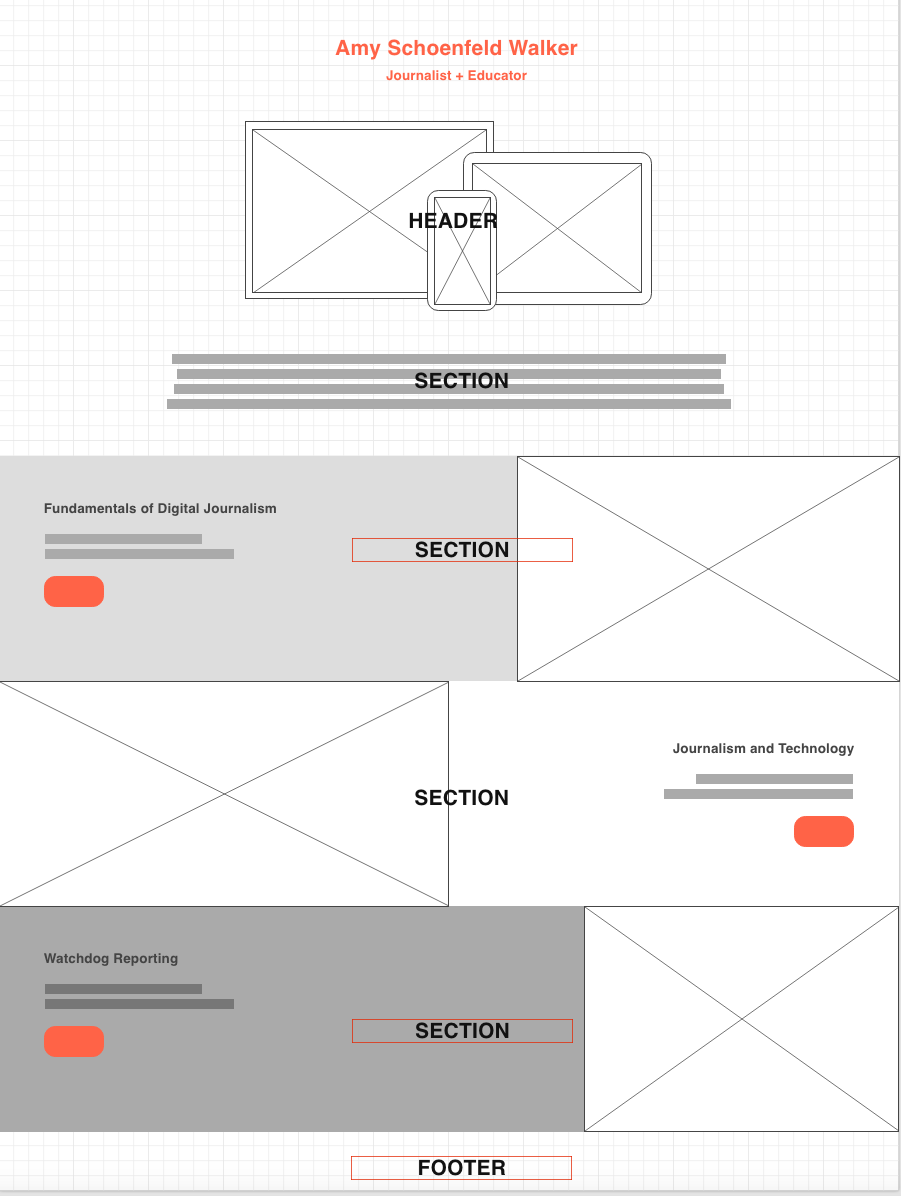 Amy Schoenfeld Walker
Journalist + Educator
HEADER
SECTION
Fundamentals of Digital Journalism
SECTION
Journalism and Technology
SECTION
Watchdog Reporting
SECTION
FOOTER